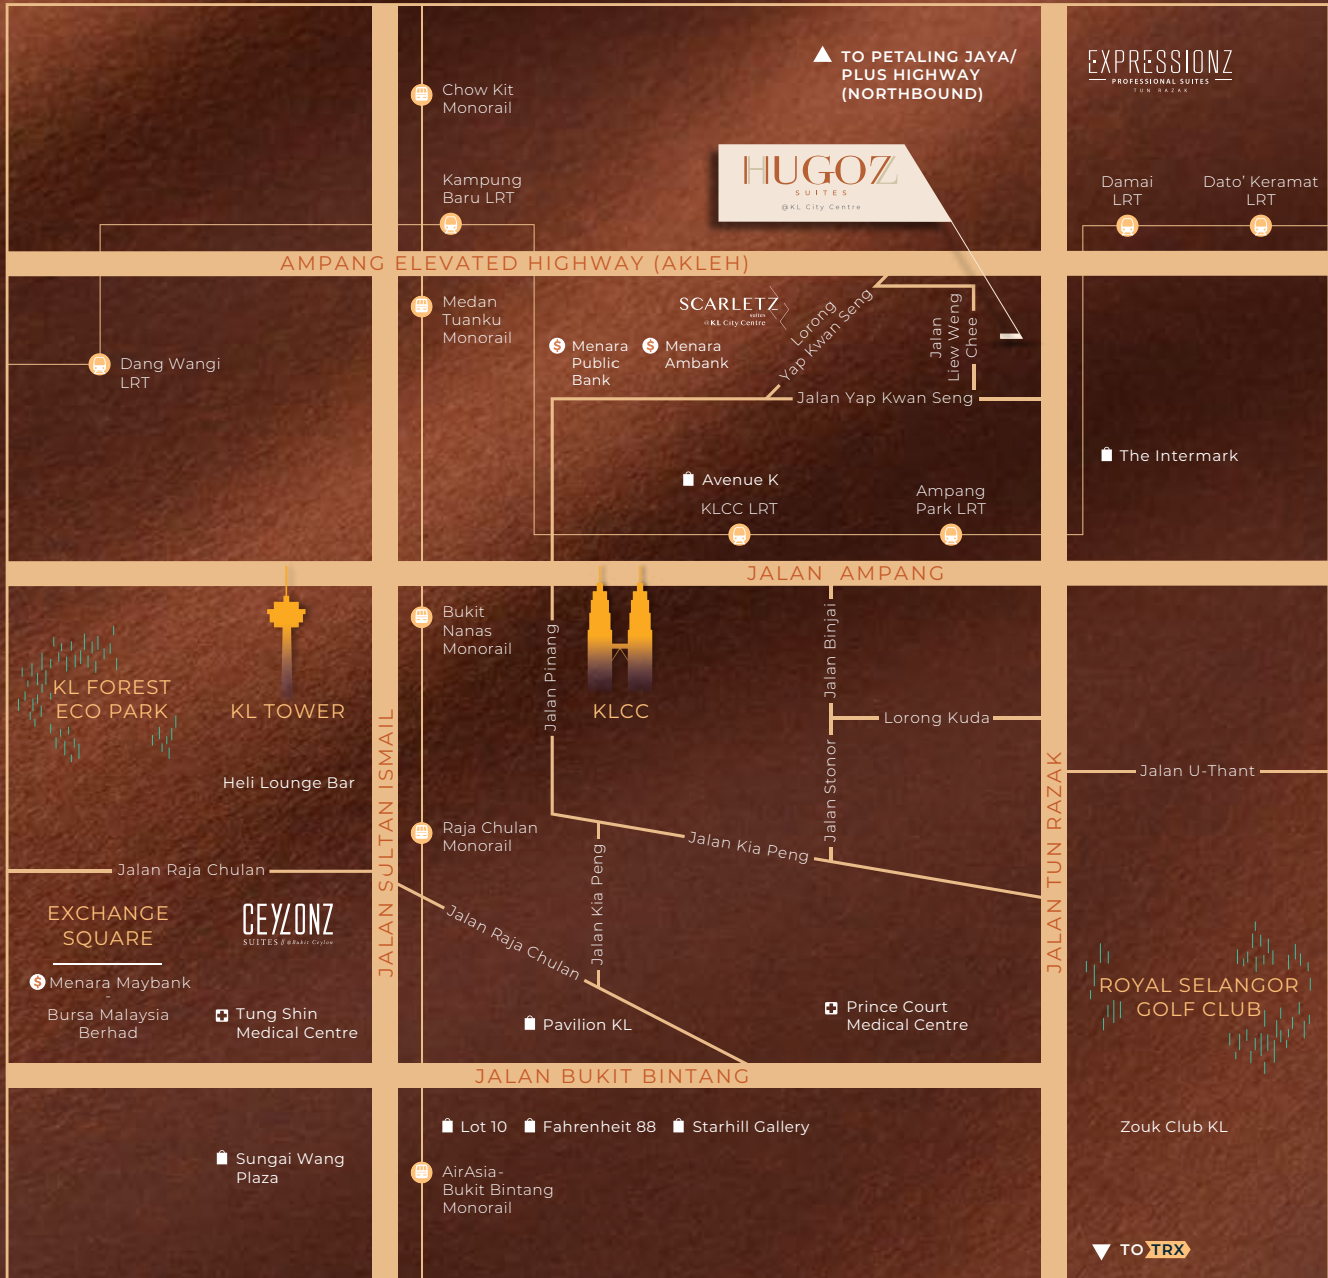 TO PETALING JAYA/
PLUS HIGHWAY
(NORTHBOUND)
EXPRESSIONZ
PROFESSIONAL SUITES
TUN RAZAK
Chow Kit
Monorail
HUGOZ
SUITES
@KL City Centre
Kampung
Baru LRT
Damai
LRT
Dato' Keramat
LRT
AMPANG ELEVATED HIGHWAY (AKLEH)
Medan
Tuanku
Monorail
SCARLETZ
suites
@KL City Centre
Lorong
Yap Kwan Seng
Jalan
Liew Weng
Chee
Menara
Public
Bank
Menara
Ambank
Dang Wangi
LRT
Jalan Yap Kwan Seng
The Intermark
Avenue K
KLCC LRT
Ampang
Park LRT
JALAN AMPANG
Bukit
Nanas
Monorail
Jalan Pinang
KLCC
Jalan Binjai
Lorong Kuda
Jalan Stonor
KL FOREST
ECO PARK
KL TOWER
Heli Lounge Bar
JALAN SULTAN ISMAIL
JALAN TUN RAZAK
Jalan U-Thant
Raja Chulan
Monorail
Jalan Kia Peng
Jalan Kia Peng
Jalan Raja Chulan
Jalan Raja Chulan
EXCHANGE
SQUARE
Menara Maybank
-
Bursa Malaysia
Berhad
CEYLONZ
SUITES // @Bukit Ceylon
Tung Shin
Medical Centre
Pavilion KL
Prince Court
Medical Centre
ROYAL SELANGOR
GOLF CLUB
JALAN BUKIT BINTANG
Lot 10
Fahrenheit 88
Starhill Gallery
Zouk Club KL
Sungai Wang
Plaza
AirAsia-
Bukit Bintang
Monorail
TO TRX